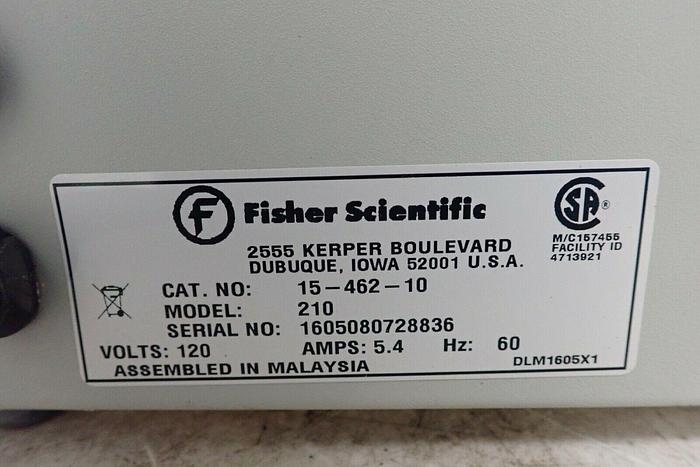 F Fisher Scientific
SA ®
2555 KERPER BOULEVARD
DUBUQUE, IOWA 52001 U.S.A.
M/C157455
FACILITY ID
4713921
CAT. NO: 15-462-10
MODEL: 210
SERIAL NO: 1605080728836
VOLTS: 120 AMPS: 5.4 Hz: 60
ASSEMBLED IN MALAYSIA
DLM1605X1